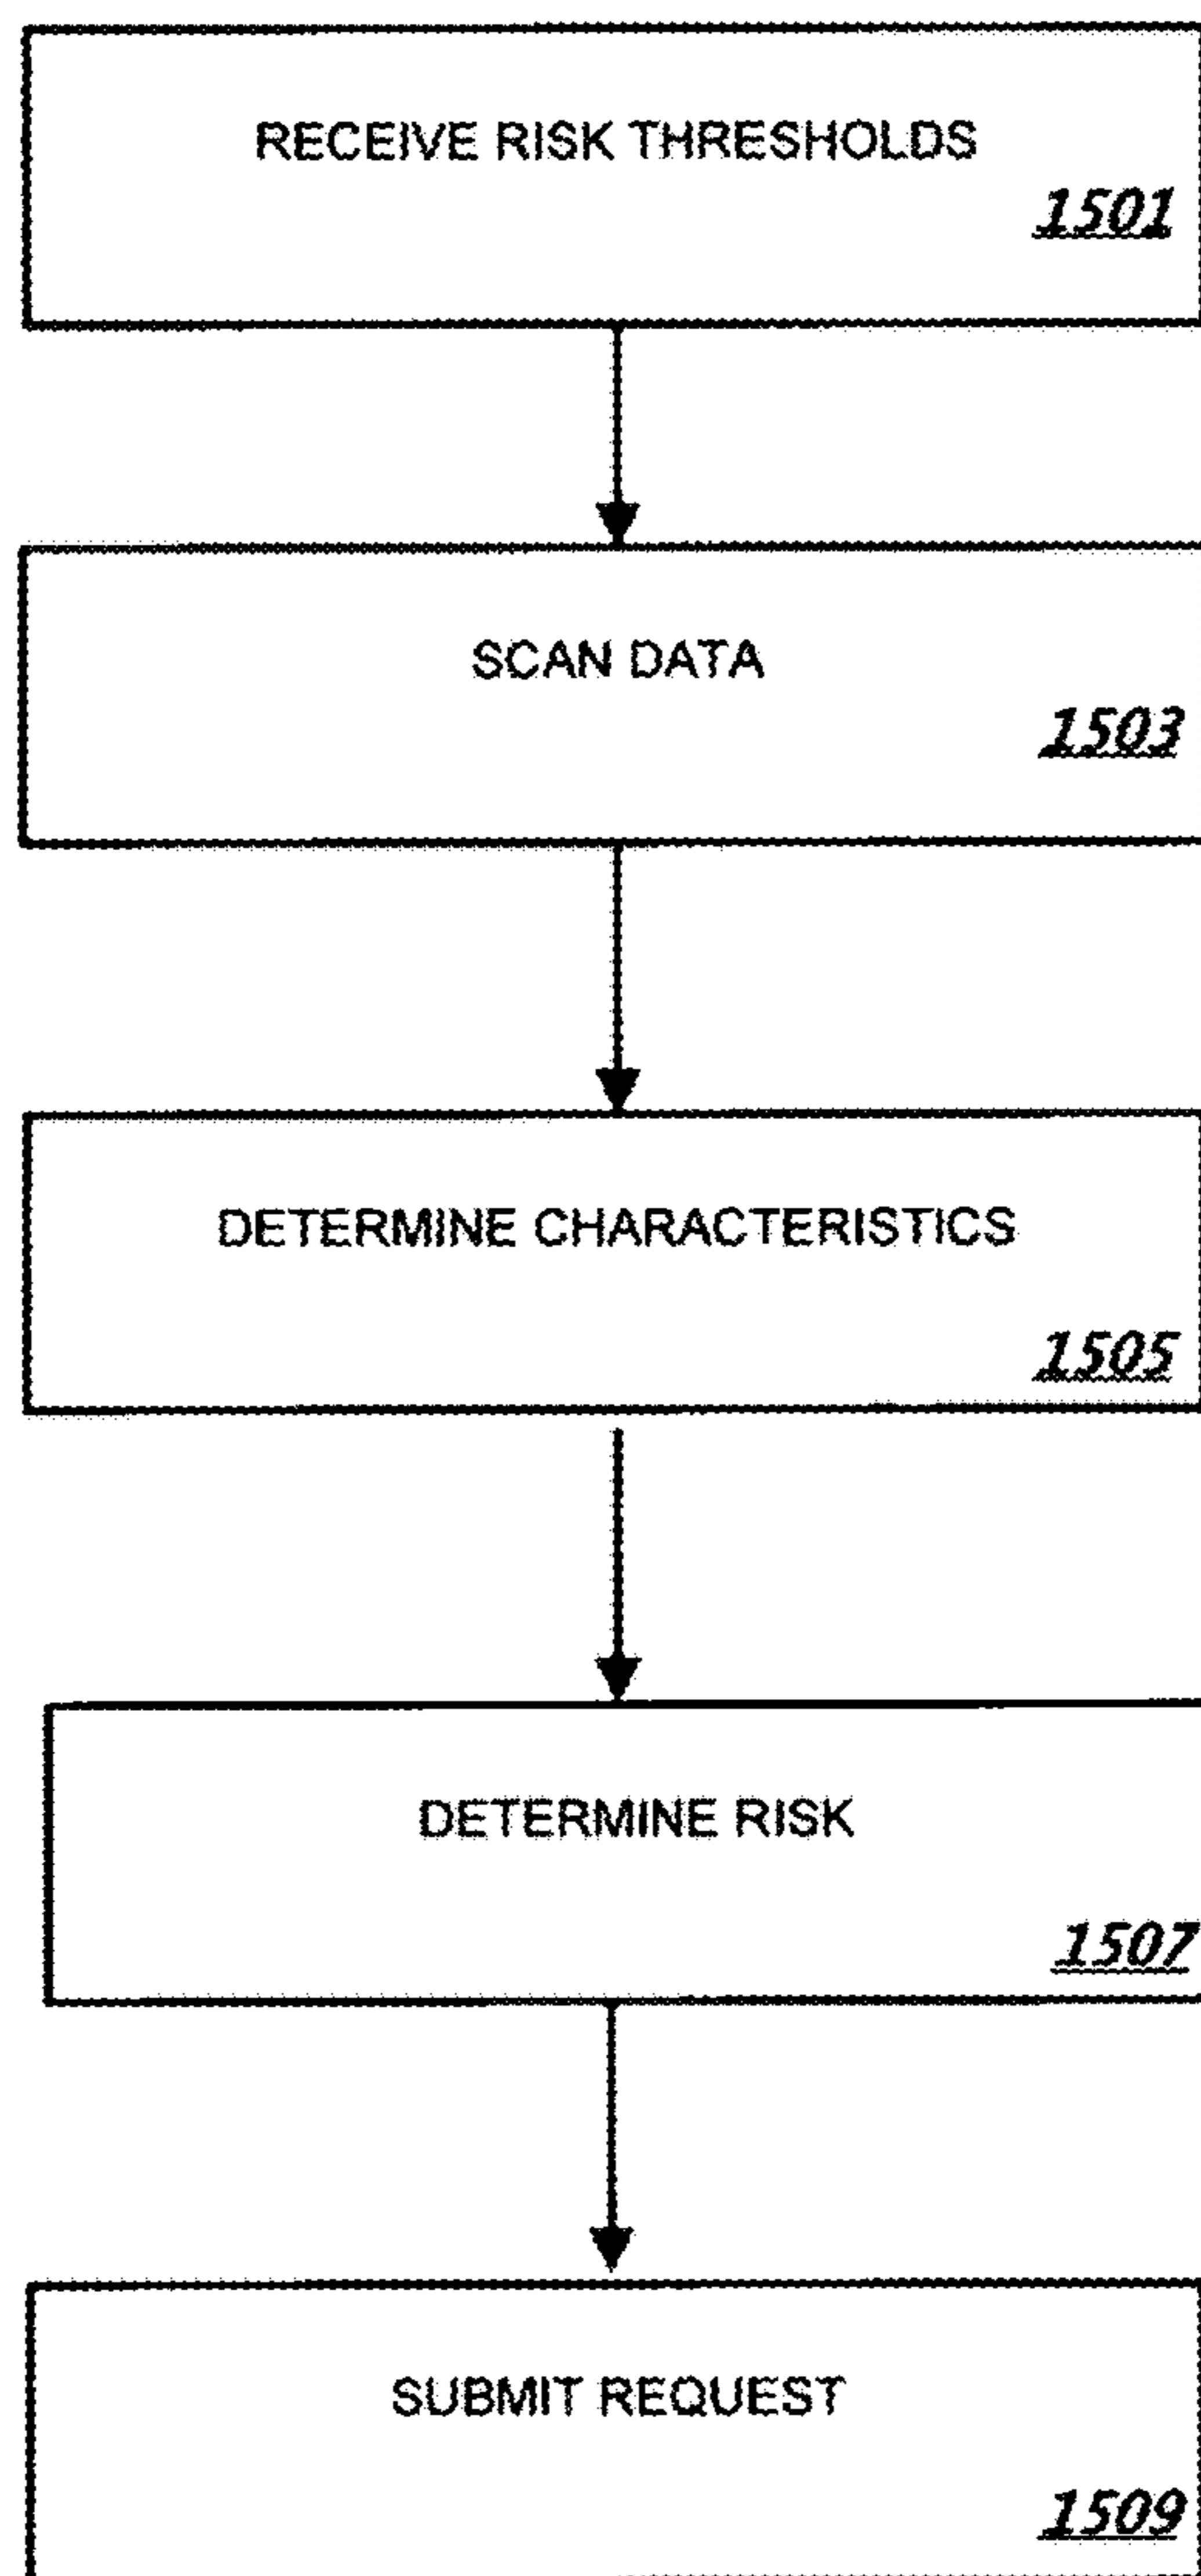 RECEIVE RISK THRESHOLDS
1501
SCAN DATA
1503
DETERMINE CHARACTERISTICS
1505
DETERMINE RISK
1507
SUBMIT REQUEST
1509